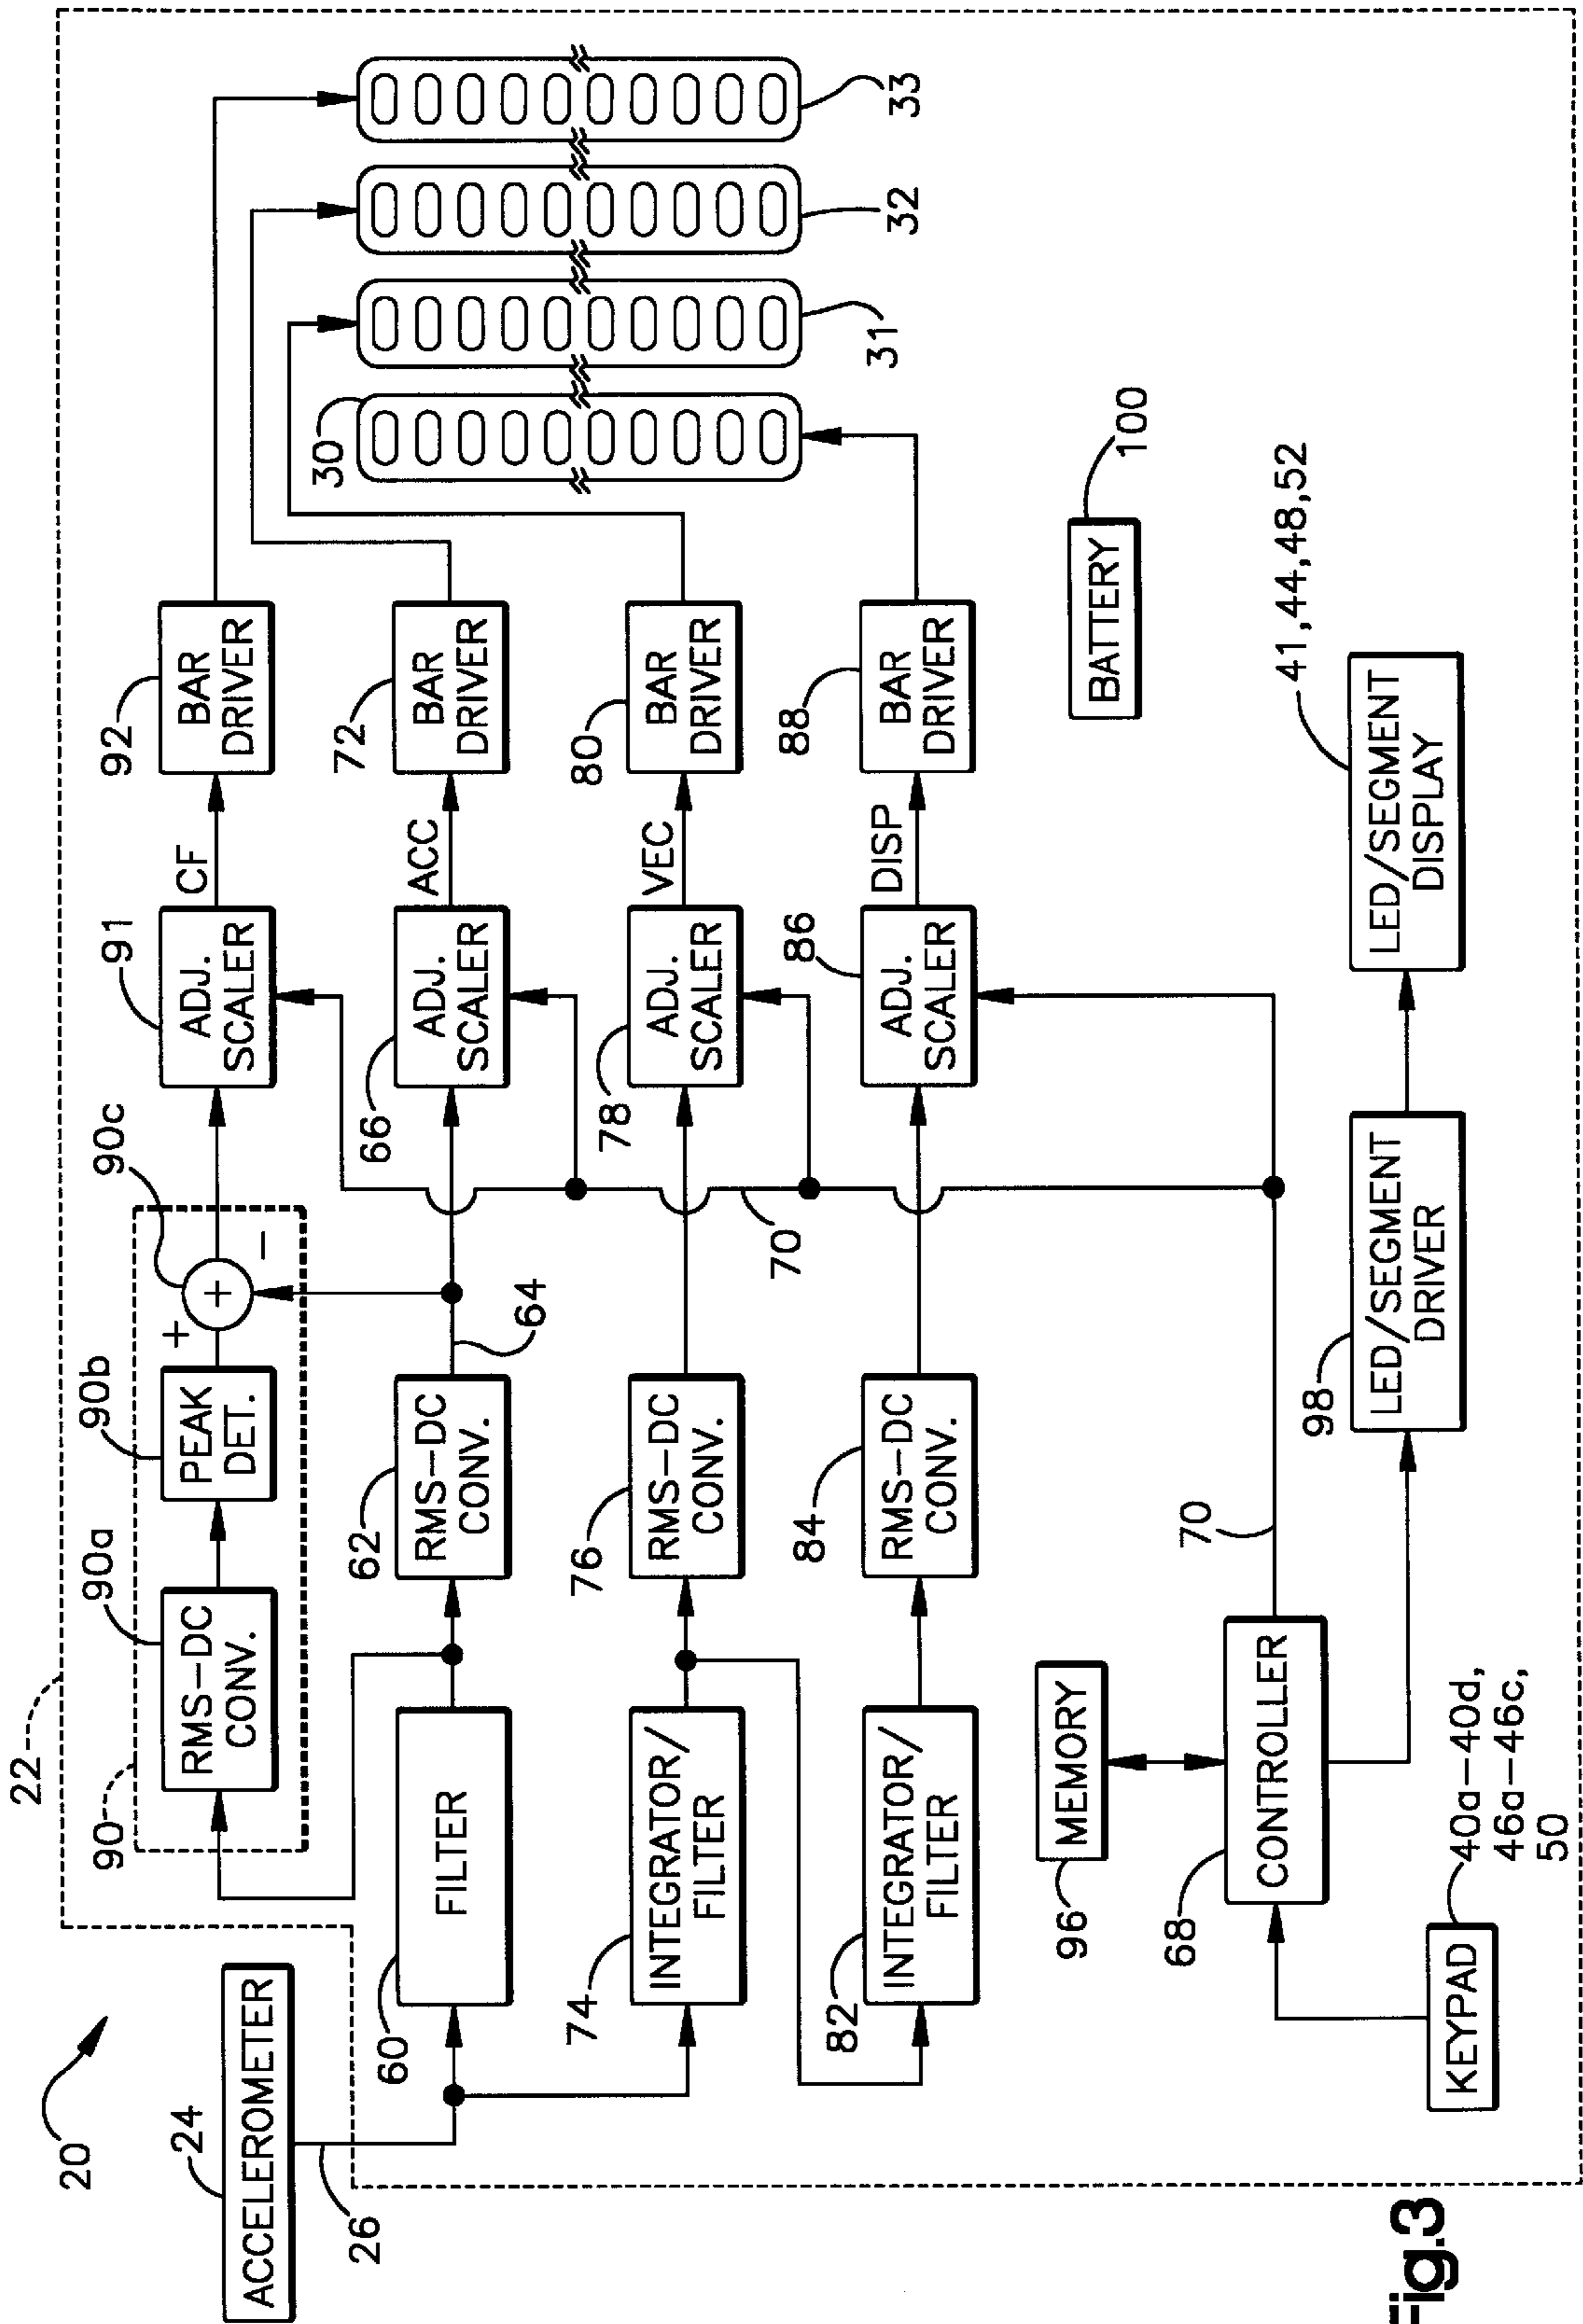 20
22
24
ACCELEROMETER
26
90
90a
RMS-DC
CONV.
90b
PEAK
DET.
+
+
−
90c
91
ADJ.
SCALER
CF
92
BAR
DRIVER
60
FILTER
62
RMS-DC
CONV.
64
66
ADJ.
SCALER
ACC
72
BAR
DRIVER
74
INTEGRATOR/
FILTER
76
RMS-DC
CONV.
70
78
ADJ.
SCALER
VEC
80
BAR
DRIVER
82
INTEGRATOR/
FILTER
84
RMS-DC
CONV.
86
ADJ.
SCALER
DISP
88
BAR
DRIVER
30
31
32
33
96
MEMORY
BATTERY
100
68
CONTROLLER
70
KEYPAD
40a-40d,
46a-46c,
50
98
LED/SEGMENT
DRIVER
LED/SEGMENT
DISPLAY
41,44,48,52
Fig.3